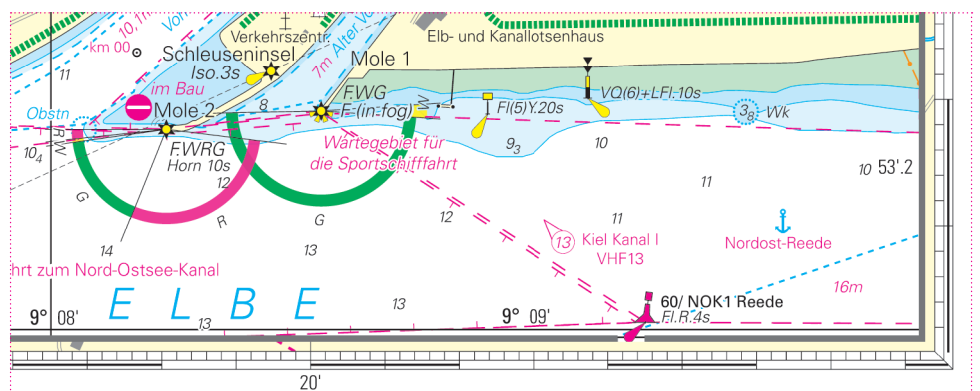 10,1m
Vorh
km 00
11
Obstn
im Bau
Verkehrszentr.
Schleuseninsel
Iso.3s
7m Alter Vo
Elb- und Kanallotsenhaus
Mole 1
Mole 2
8
F.WG
F-(in fog)
W
Fl(5)Y.20s
VQ(6)+LFl.10s
38 Wk
R W
104
F.WRG
Horn 10s
12
Wartegebiet für
die Sportschifffahrt
93
10
10
53°.2
11
G
R
G
12
11
14
13
13
Kiel Kanal I
VHF13
Nordost-Reede
hrt zum Nord-Ostsee-Kanal
16m
ELBE
13
13
60/ NOK1 Reede
Fl.R.4s
9° 08'
9° 09'
20'